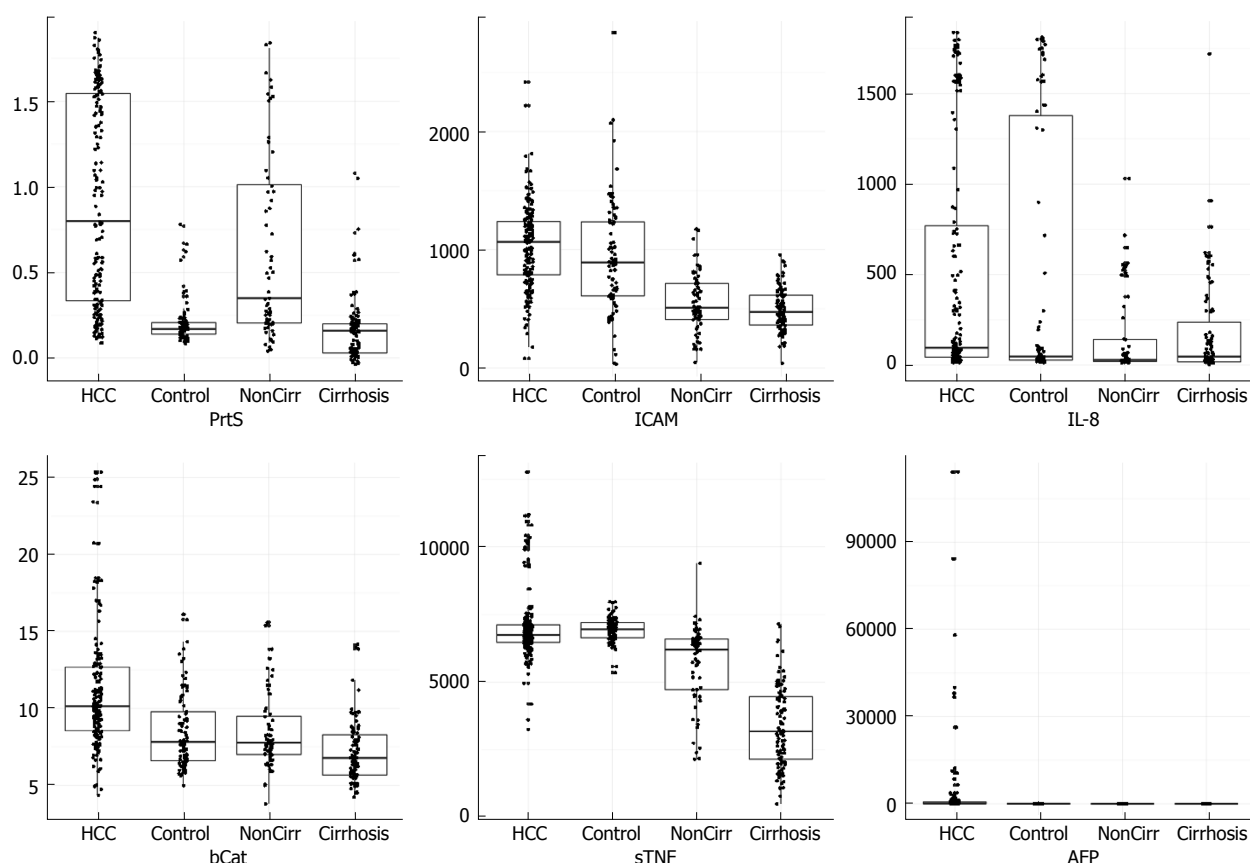 1.5
1.0
0.5
0.0
HCC Control NonCirr Cirrhosis
PrtS
2000
1000
0
HCC Control NonCirr Cirrhosis
ICAM
1500
1000
500
0
HCC Control NonCirr Cirrhosis
IL-8
25
20
15
10
5
HCC Control NonCirr Cirrhosis
bCat
10000
5000
0
HCC Control NonCirr Cirrhosis
sTNF
90000
60000
30000
0
HCC Control NonCirr Cirrhosis
AFP